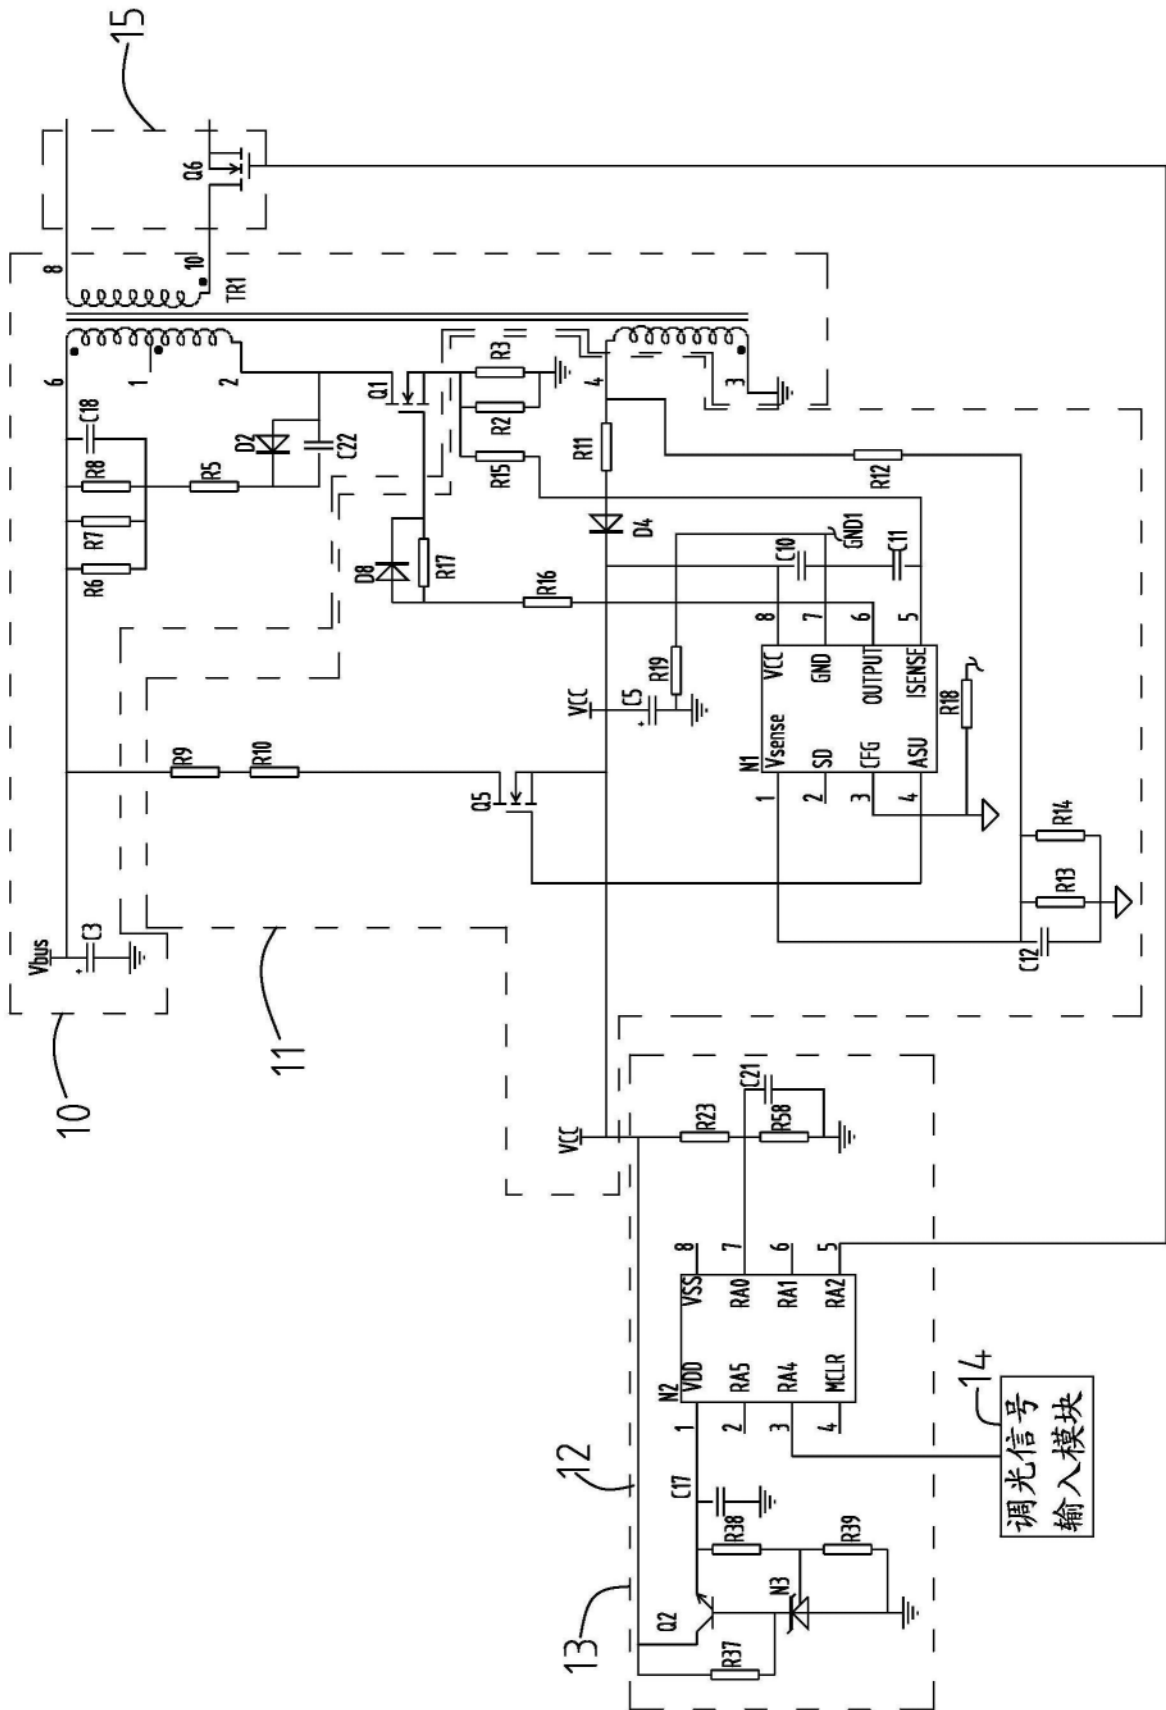 Vbus
6
8
C3
R6
R7
R8
C18
10
15
1
R9
R5
Q6
10
2
TR1
D2
R10
11
C22
D8
Q1
R17
Q5
R15
R2
R3
R16
13
12
VCC
VCC
R11
4
C5
R19
D4
Q2
C17
N2
1
VDD
VSS
8
R23
R37
R38
2
RA5
RA0
7
C21
N1
3
N3
1
Vsense
VCC
8
C10
3
RA4
RA1
6
R58
2
SD
GND
7
GND1
4
MCLR
RA2
5
R39
3
CFG
OUTPUT
6
R12
C11
4
ASU
ISENSE
5
R18
14
调光信号
输入模块
C12
R13
R14